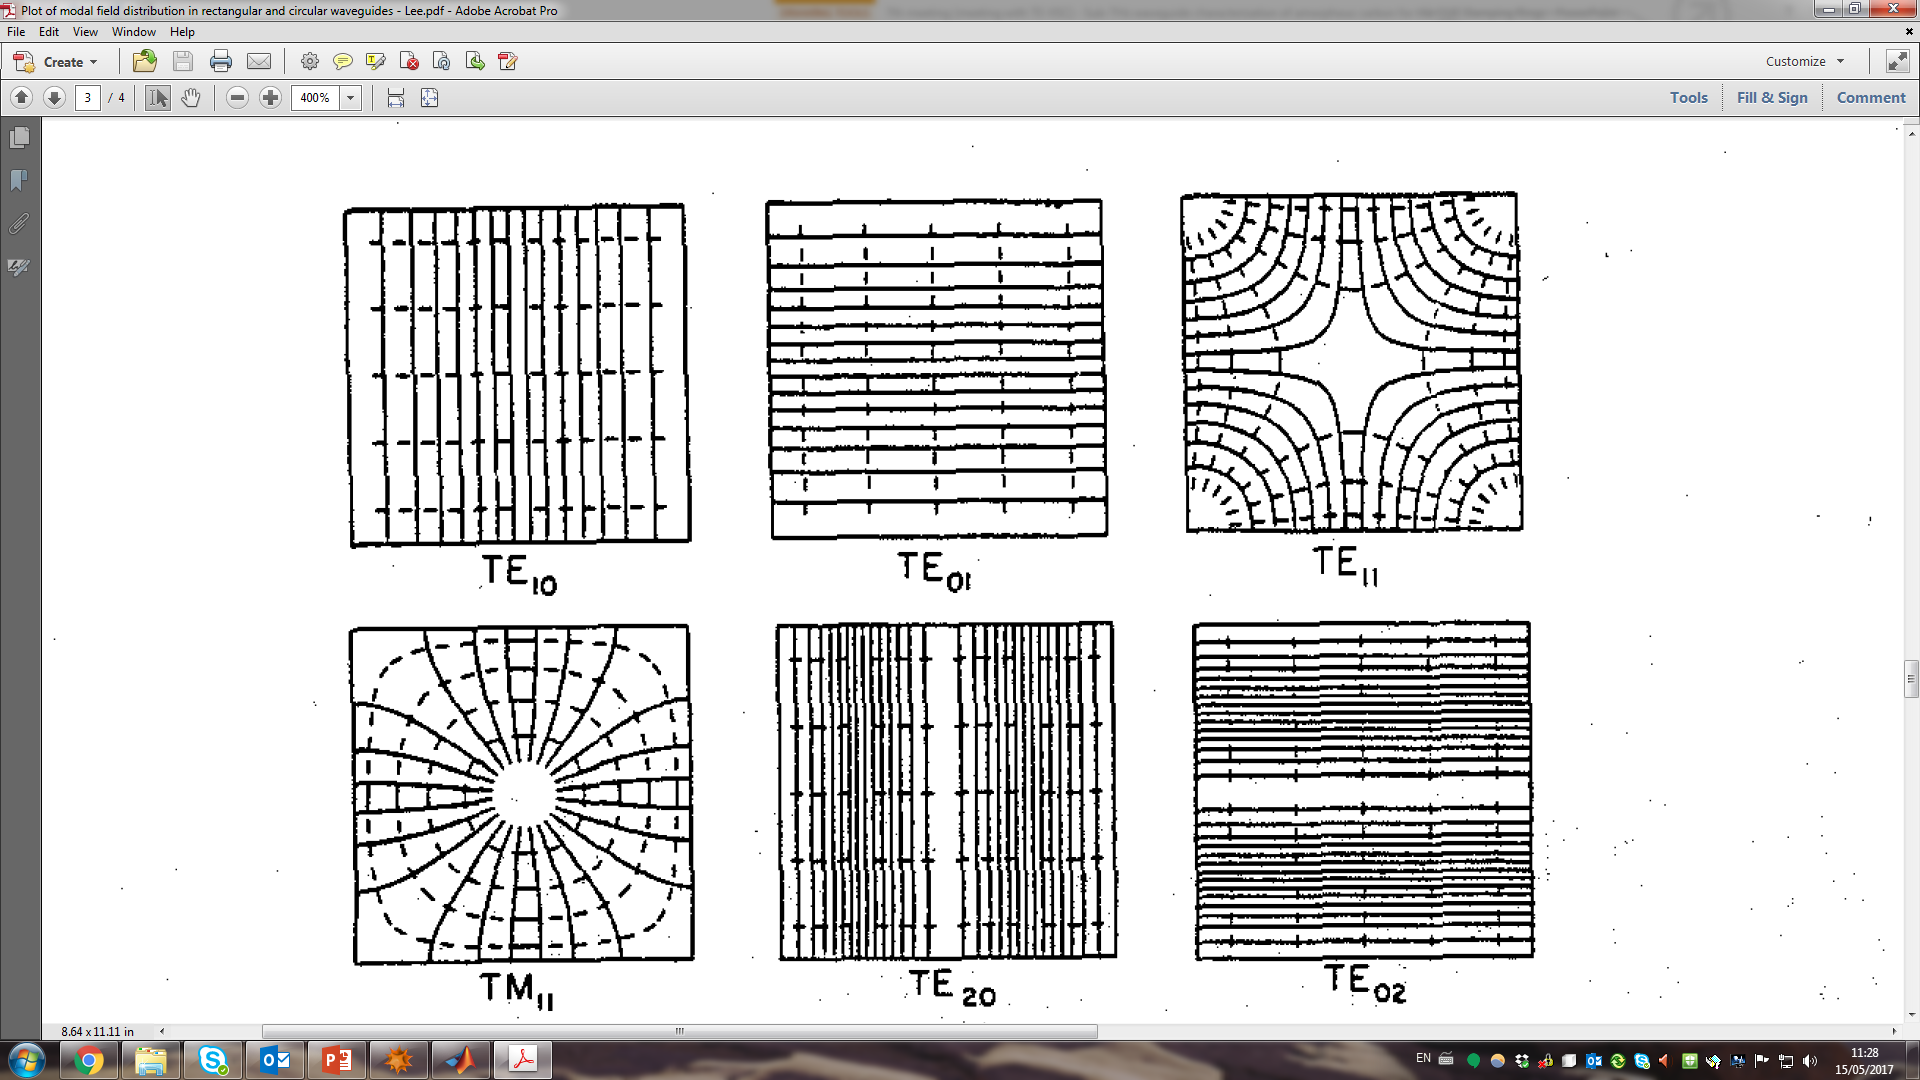 Plot of modal field distribution in rectangular and circular waveguides - Lee.pdf - Adobe Acrobat Pro
File Edit View Window Help
Create
Customize
3 / 4
400%
Tools Fill & Sign Comment
TE10
TE01
TE11
TM11
TE20
TE02
8.64 x 11.11 in
EN
11:28
15/05/2017